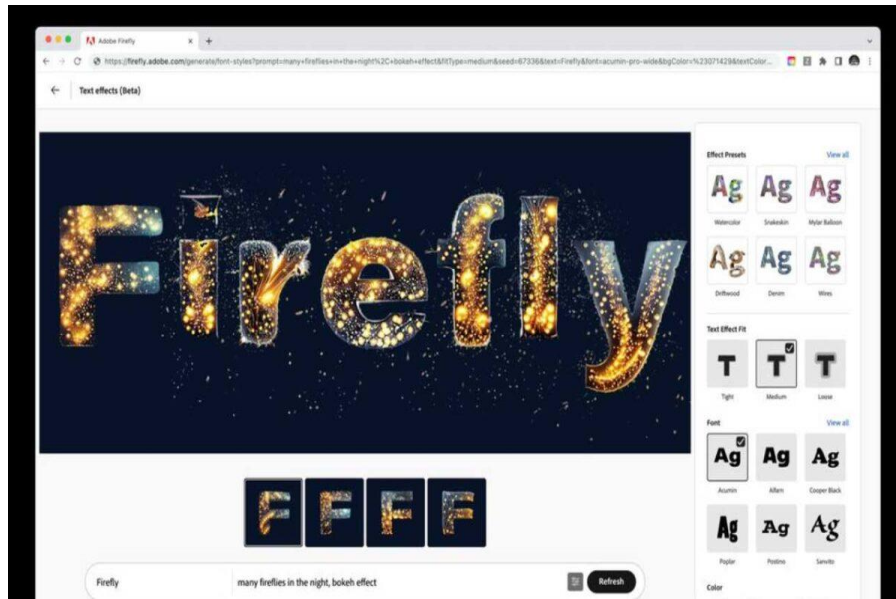 Adobe Firefly
https://firefly.adobe.com/generate/font-styles?prompt=many+fireflies+in+the+night%2C+bokeh+effect&fitType=medium&seed=67336&text=Firefly&font=acumin-pro-wide&bgColor=%23071429&textColor...
Text effects (Beta)
Firefly
Effect Presets View all
Ag Ag Ag
Watercolor Snakeskin Mylar Balloon
Ag Ag Ag
Driftwood Denim Wires
Text Effect Fit
T T T
Tight Medium Loose
Font View all
Ag Ag Ag
Acumin Alfarn Cooper Black
Ag Ag Ag
Poplar Postino Sanvito
Color
F F F F
Firefly many fireflies in the night, bokeh effect Refresh